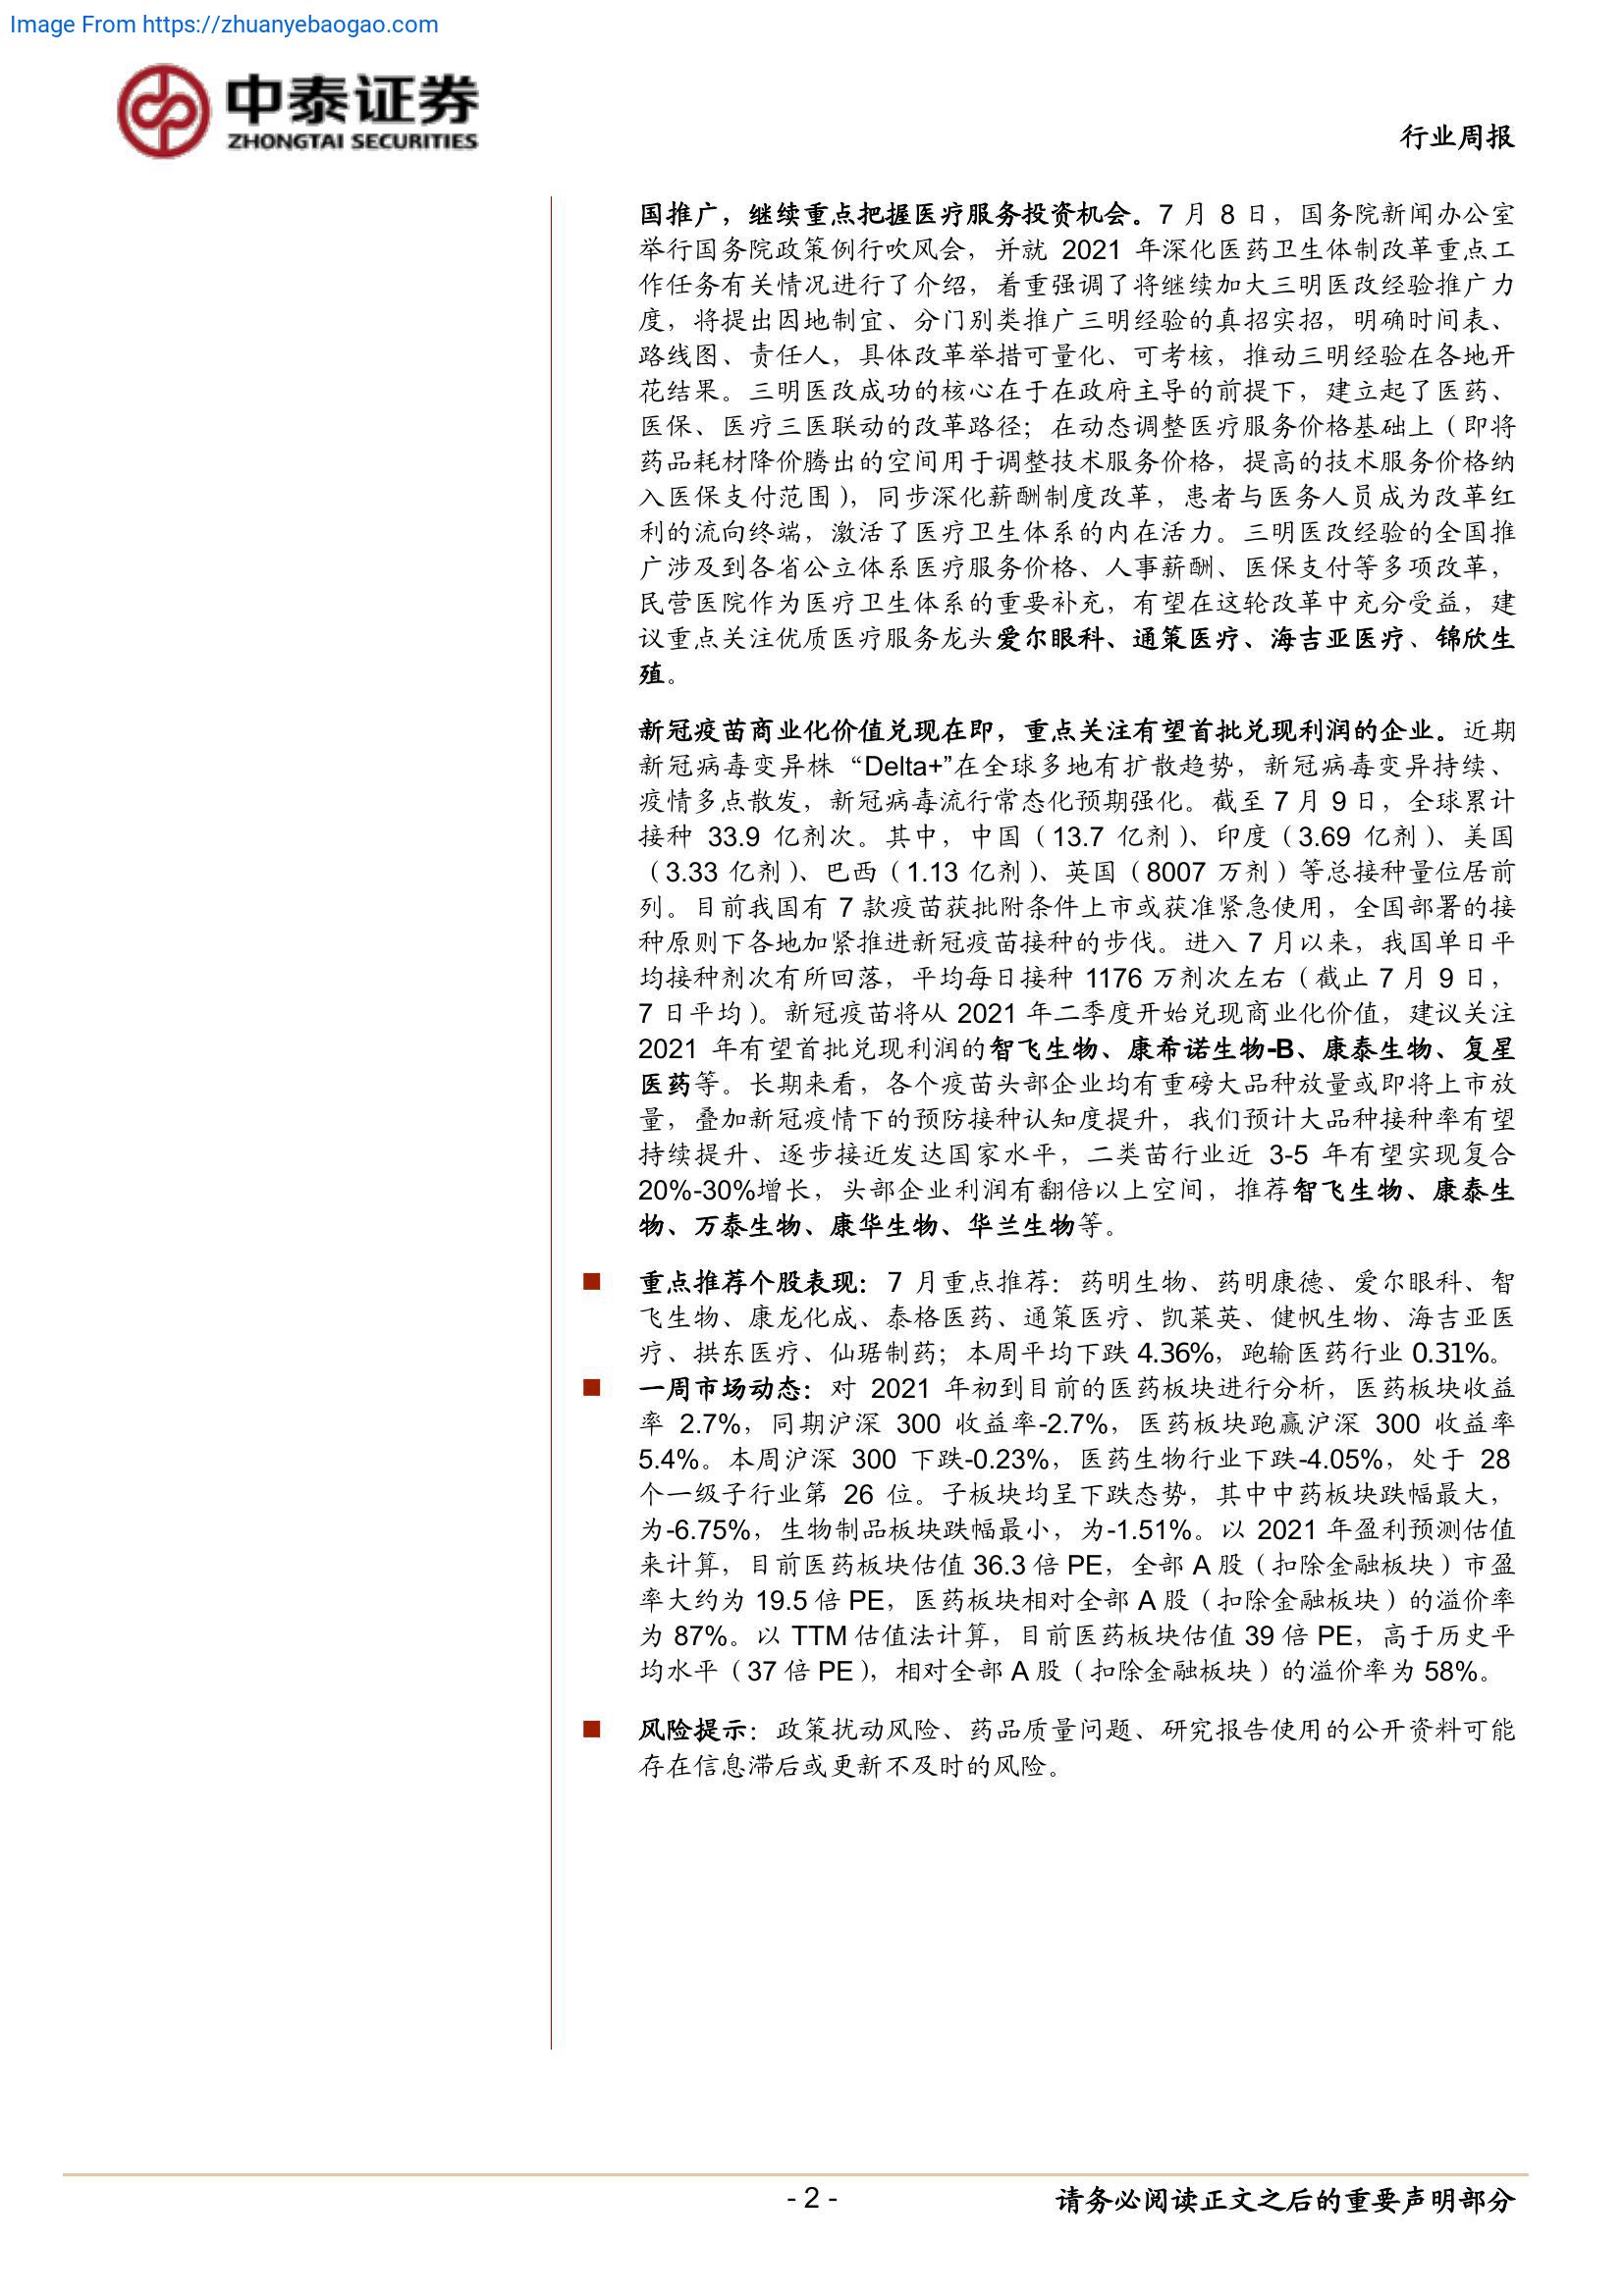 Image From https://zhuanyebaogao.com
中泰证券
ZHONGTAI SECURITIES
行业周报
国推广，继续重点把握医疗服务投资机会。7 月 8 日，国务院新闻办公室
举行国务院政策例行吹风会，并就 2021 年深化医药卫生体制改革重点工
作任务有关情况进行了介绍，着重强调了将继续加大三明医改经验推广力
度，将提出因地制宜、分门别类推广三明经验的真招实招，明确时间表、
路线图、责任人，具体改革举措可量化、可考核，推动三明经验在各地开
花结果。三明医改成功的核心在于在政府主导的前提下，建立起了医药、
医保、医疗三医联动的改革路径；在动态调整医疗服务价格基础上（即将
药品耗材降价腾出的空间用于调整技术服务价格，提高的技术服务价格纳
入医保支付范围），同步深化薪酬制度改革，患者与医务人员成为改革红
利的流向终端，激活了医疗卫生体系的内在活力。三明医改经验的全国推
广涉及到各省公立体系医疗服务价格、人事薪酬、医保支付等多项改革，
民营医院作为医疗卫生体系的重要补充，有望在这轮改革中充分受益，建
议重点关注优质医疗服务龙头爱尔眼科、通策医疗、海吉亚医疗、锦欣生
殖。
新冠疫苗商业化价值兑现在即，重点关注有望首批兑现利润的企业。近期
新冠病毒变异株“Delta+”在全球多地有扩散趋势，新冠病毒变异持续、
疫情多点散发，新冠病毒流行常态化预期强化。截至 7 月 9 日，全球累计
接种 33.9 亿剂次。其中，中国（13.7 亿剂）、印度（3.69 亿剂）、美国
（3.33 亿剂）、巴西（1.13 亿剂）、英国（8007 万剂）等总接种量位居前
列。目前我国有 7 款疫苗获批附条件上市或获准紧急使用，全国部署的接
种原则下各地加紧推进新冠疫苗接种的步伐。进入 7 月以来，我国单日平
均接种剂次有所回落，平均每日接种 1176 万剂次左右（截止 7 月 9 日，
7 日平均）。新冠疫苗将从 2021 年二季度开始兑现商业化价值，建议关注
2021 年有望首批兑现利润的智飞生物、康希诺生物-B、康泰生物、复星
医药等。长期来看，各个疫苗头部企业均有重磅大品种放量或即将上市放
量，叠加新冠疫情下的预防接种认知度提升，我们预计大品种接种率有望
持续提升、逐步接近发达国家水平，二类苗行业近 3-5 年有望实现复合
20%-30%增长，头部企业利润有翻倍以上空间，推荐智飞生物、康泰生
物、万泰生物、康华生物、华兰生物等。
■ 重点推荐个股表现：7 月重点推荐：药明生物、药明康德、爱尔眼科、智
飞生物、康龙化成、泰格医药、通策医疗、凯莱英、健帆生物、海吉亚医
疗、拱东医疗、仙琚制药；本周平均下跌 4.36%，跑输医药行业 0.31%。
■ 一周市场动态：对 2021 年初到目前的医药板块进行分析，医药板块收益
率 2.7%，同期沪深 300 收益率-2.7%，医药板块跑赢沪深 300 收益率
5.4%。本周沪深 300 下跌-0.23%，医药生物行业下跌-4.05%，处于 28
个一级子行业第 26 位。子板块均呈下跌态势，其中中药板块跌幅最大，
为-6.75%，生物制品板块跌幅最小，为-1.51%。以 2021 年盈利预测估值
来计算，目前医药板块估值 36.3 倍 PE，全部 A 股（扣除金融板块）市盈
率大约为 19.5 倍 PE，医药板块相对全部 A 股（扣除金融板块）的溢价率
为 87%。以 TTM 估值法计算，目前医药板块估值 39 倍 PE，高于历史平
均水平（37 倍 PE），相对全部 A 股（扣除金融板块）的溢价率为 58%。
■ 风险提示：政策扰动风险、药品质量问题、研究报告使用的公开资料可能
存在信息滞后或更新不及时的风险。
- 2 -
请务必阅读正文之后的重要声明部分